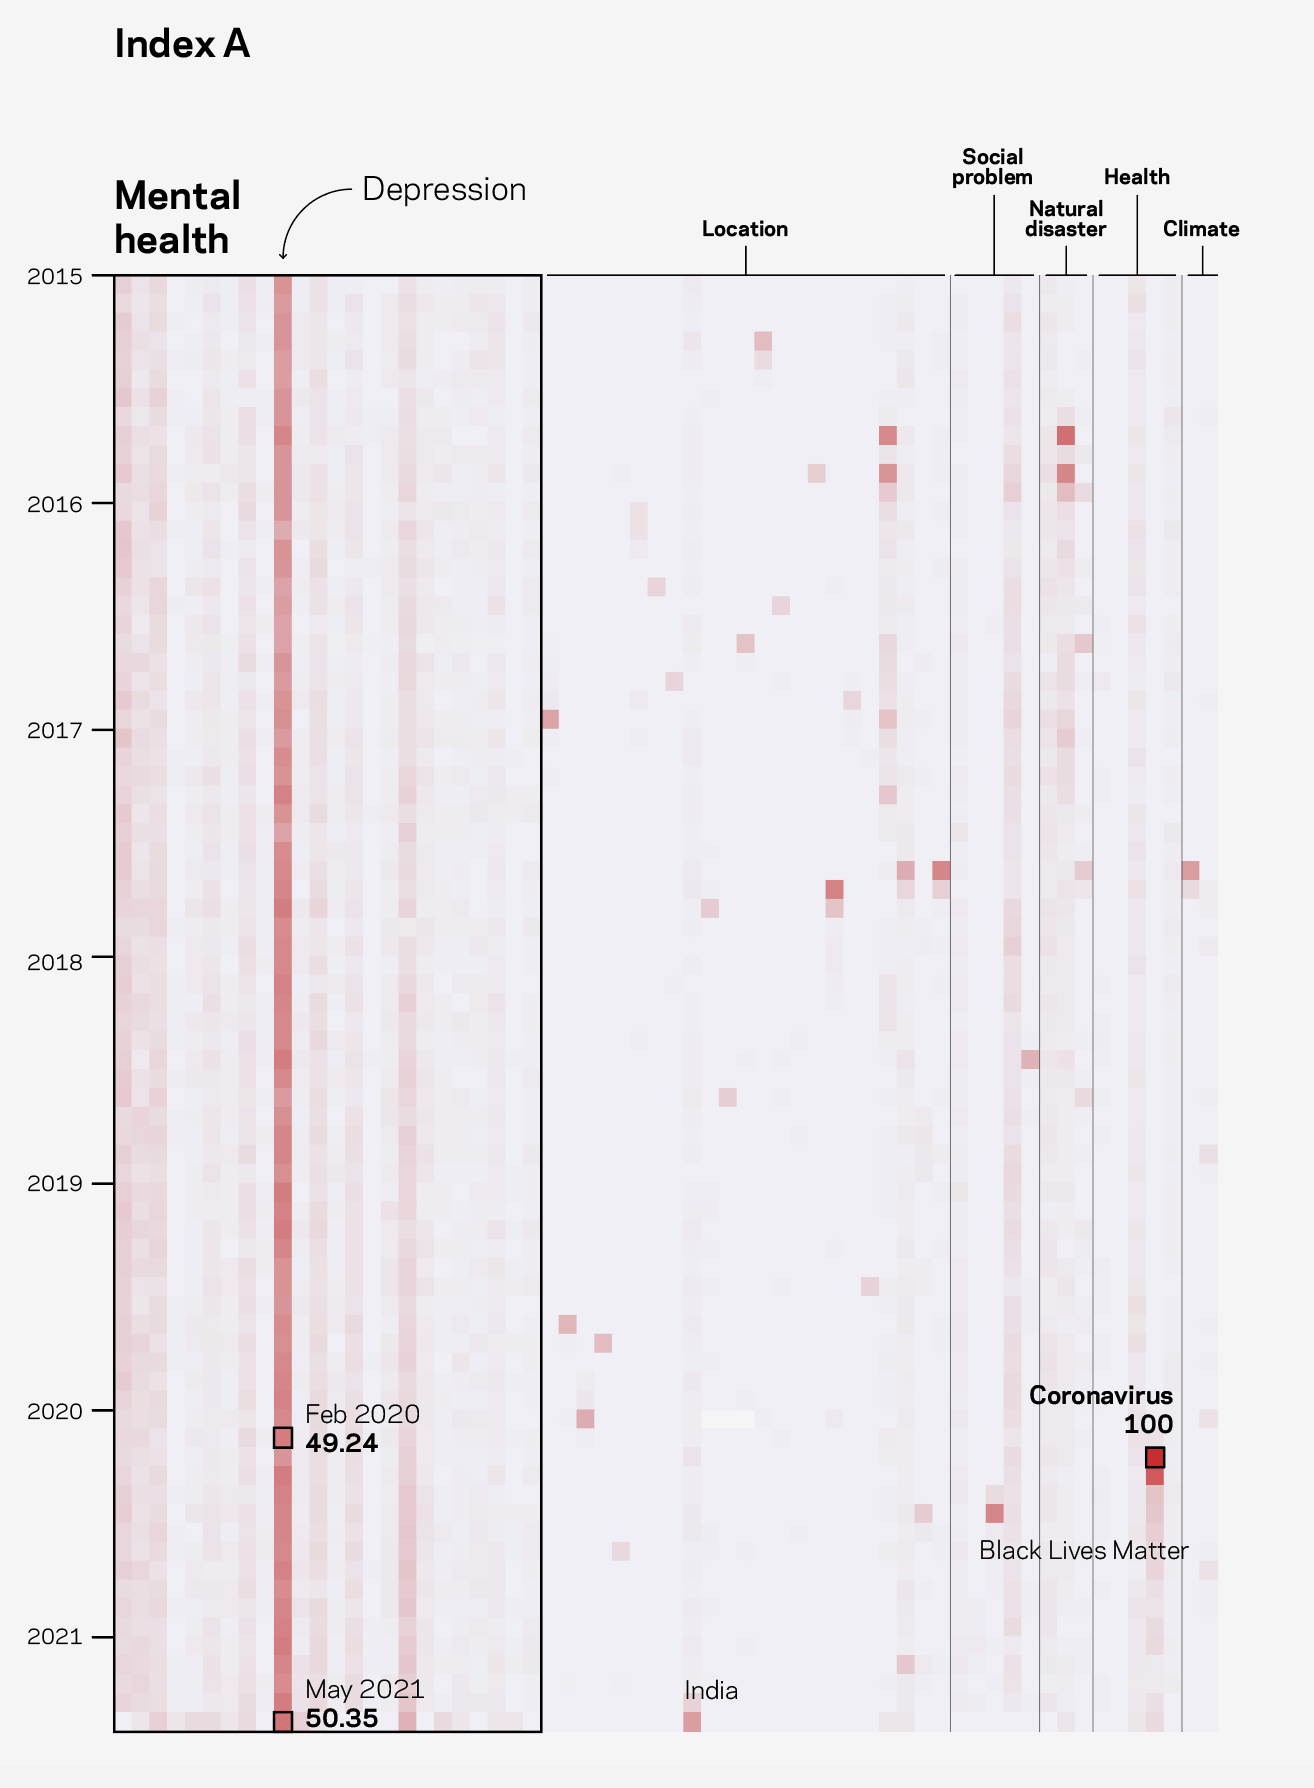 Index A
Mental
health
Depression
Location
Social
problem
Natural
disaster
Health
Climate
2015
2016
2017
2018
2019
2020
2021
Feb 2020
49.24
Coronavirus
100
Black Lives Matter
May 2021
50.35
India